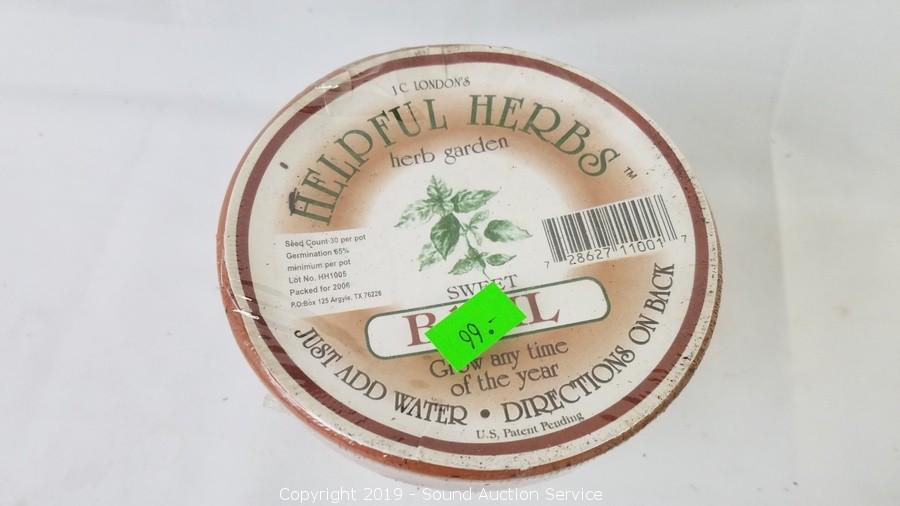 J C LONDON'S
HELPFUL HERBS ™
herb garden
Seed Count-30 per pot
Germination 65%
minimum per pot
Lot No. HH1005
Packed for 2006
P.O.Box 125 Argyle, TX 76226
7 28627 11001 7
SWEET
99.-
Grow any time
of the year
JUST ADD WATER • DIRECTIONS ON BACK
U.S, Patent Pending
Copyright 2019 - Sound Auction Service